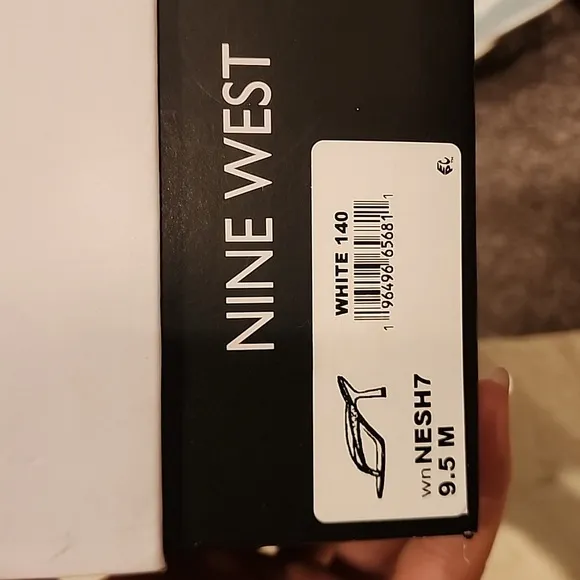 NINE WEST
WHITE 140
1 96496 65681 1
wnNESH7
9.5 M